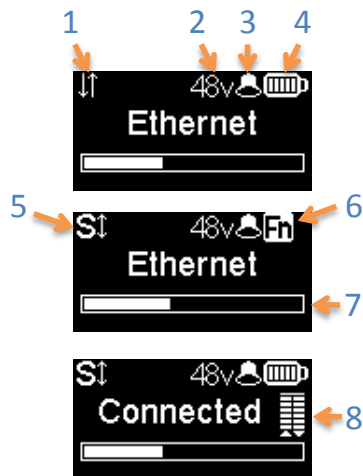 1 2 3 4
48v
Ethernet
5 6
S 48v Fn
Ethernet
7
S 48v
Connected
8